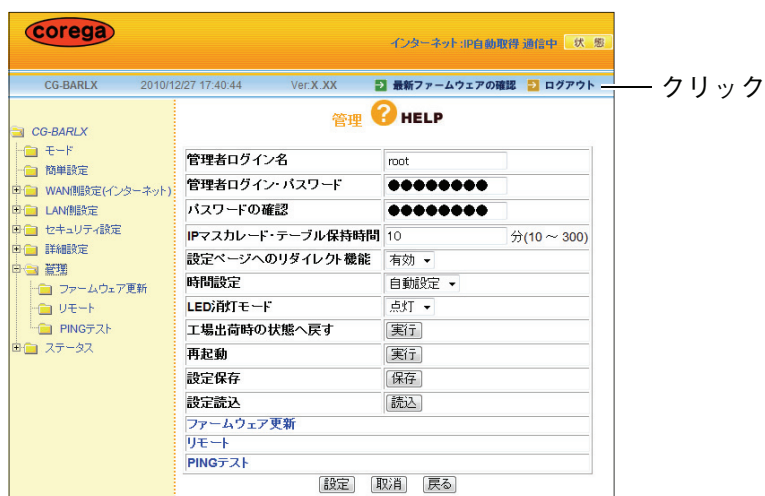 corega
インターネット:IP自動取得 通信中 状 態
CG-BARLX 2010/12/27 17:40:44 Ver.X.XX 最新ファームウェアの確認 ログアウト クリック
管理 ? HELP
CG-BARLX
モード
簡単設定
WAN側設定(インターネット)
LAN側設定
セキュリティ設定
詳細設定
管理
ファームウェア更新
リモート
PINGテスト
ステータス
管理者ログイン名 root
管理者ログイン・パスワード ●●●●●●●●
パスワードの確認 ●●●●●●●●
IPマスカレード・テーブル保持時間 10 分(10 ~ 300)
設定ページへのリダイレクト機能 有効
時間設定 自動設定
LED消灯モード 点灯
工場出荷時の状態へ戻す 実行
再起動 実行
設定保存 保存
設定読込 読込
ファームウェア更新
リモート
PINGテスト
設定 取消 戻る